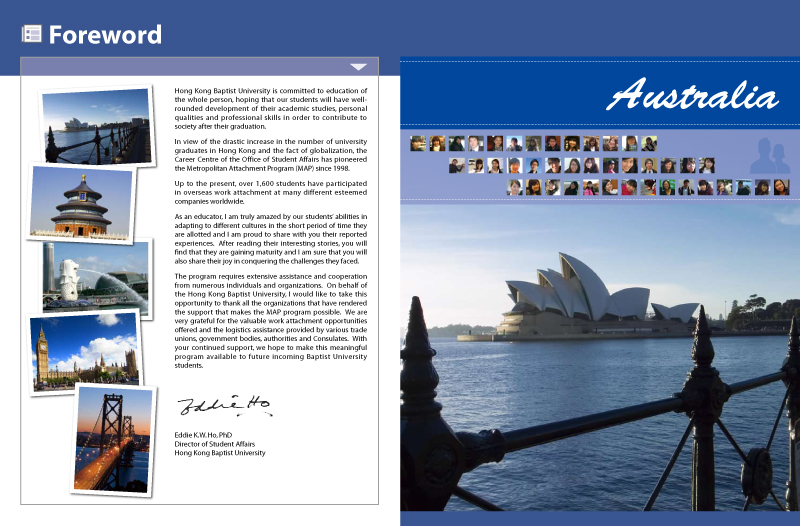 Foreword
Hong Kong Baptist University is committed to education of
the whole person, hoping that our students will have well-
rounded development of their academic studies, personal
qualities and professional skills in order to contribute to
society after their graduation.
In view of the drastic increase in the number of university
graduates in Hong Kong and the fact of globalization, the
Career Centre of the Office of Student Affairs has pioneered
the Metropolitan Attachment Program (MAP) since 1998.
Up to the present, over 1,600 students have participated
in overseas work attachment at many different esteemed
companies worldwide.
As an educator, I am truly amazed by our students' abilities in
adapting to different cultures in the short period of time they
are allotted and I am proud to share with you their reported
experiences. After reading their interesting stories, you will
find that they are gaining maturity and I am sure that you will
also share their joy in conquering the challenges they faced.
The program requires extensive assistance and cooperation
from numerous individuals and organizations. On behalf of
the Hong Kong Baptist University, I would like to take this
opportunity to thank all the organizations that have rendered
the support that makes the MAP program possible. We are
very grateful for the valuable work attachment opportunities
offered and the logistics assistance provided by various trade
unions, government bodies, authorities and Consulates. With
your continued support, we hope to make this meaningful
program available to future incoming Baptist University
students.
Eddie Ho
Eddie K.W. Ho, PhD
Director of Student Affairs
Hong Kong Baptist University
Australia